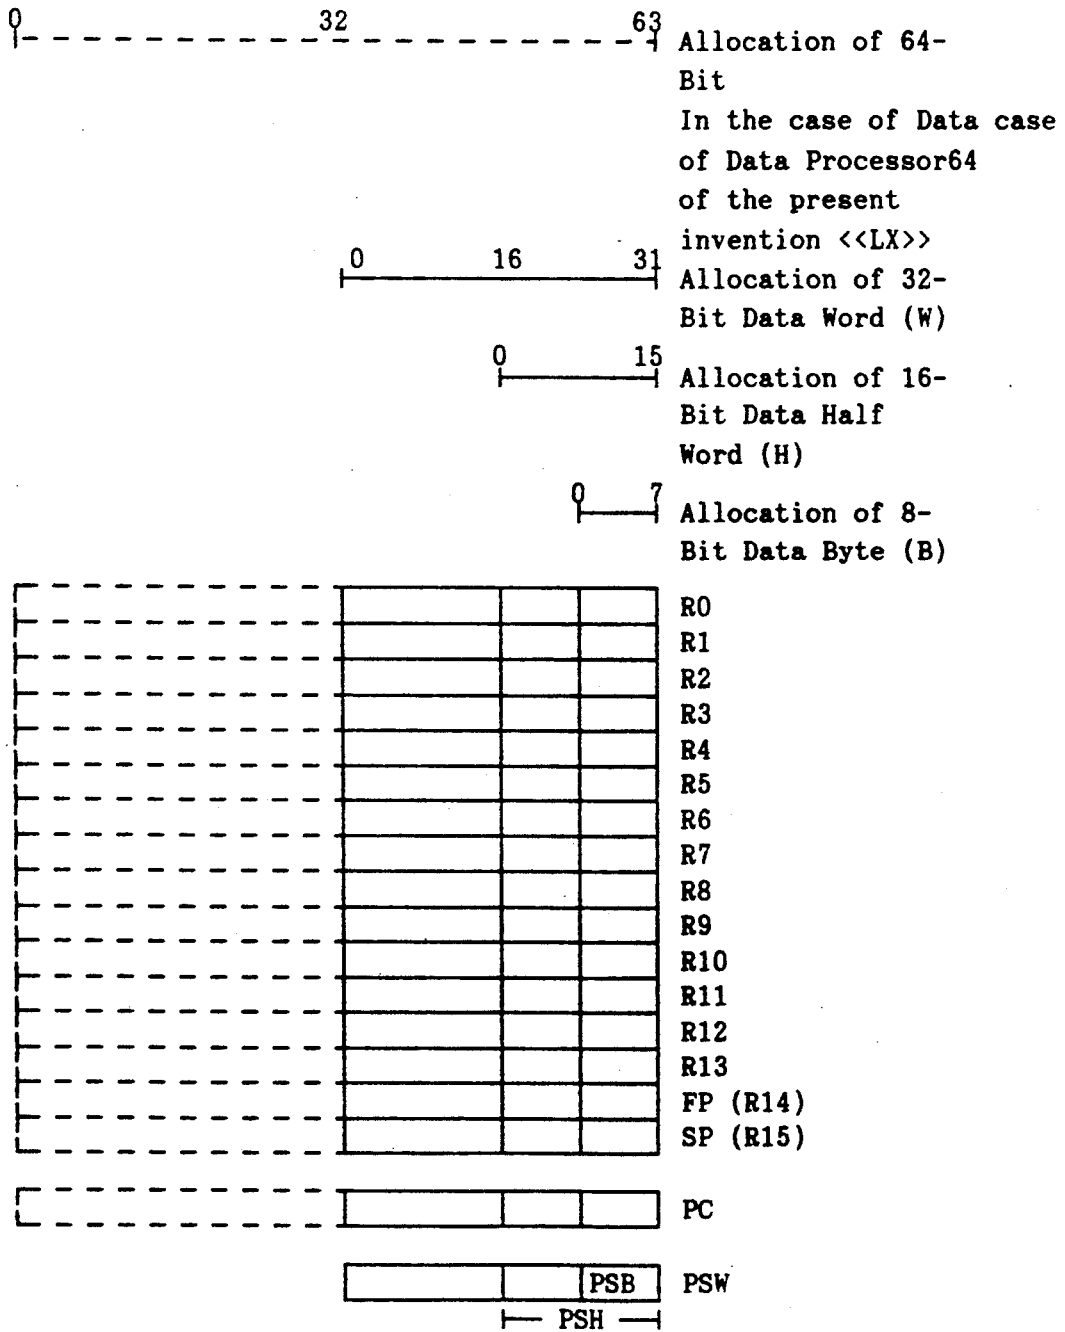 0 32 63
Allocation of 64-
Bit
In the case of Data case
of Data Processor64
of the present
invention <<LX>>
0 16 31
Allocation of 32-
Bit Data Word (W)
0 15
Allocation of 16-
Bit Data Half
Word (H)
0 7
Allocation of 8-
Bit Data Byte (B)
R0
R1
R2
R3
R4
R5
R6
R7
R8
R9
R10
R11
R12
R13
FP (R14)
SP (R15)
PC
PSB PSW
PSH